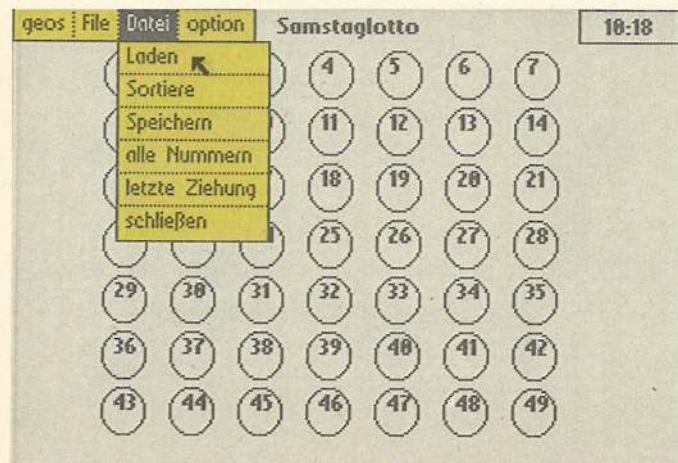 geos File Datei option Samstaglotto 10:18
Laden 4 5 6 7
Sortiere
Speichern 11 12 13 14
alle Nummern
letzte Ziehung 18 19 20 21
schließen 25 26 27 28
29 30 31 32 33 34 35
36 37 38 39 40 41 42
43 44 45 46 47 48 49